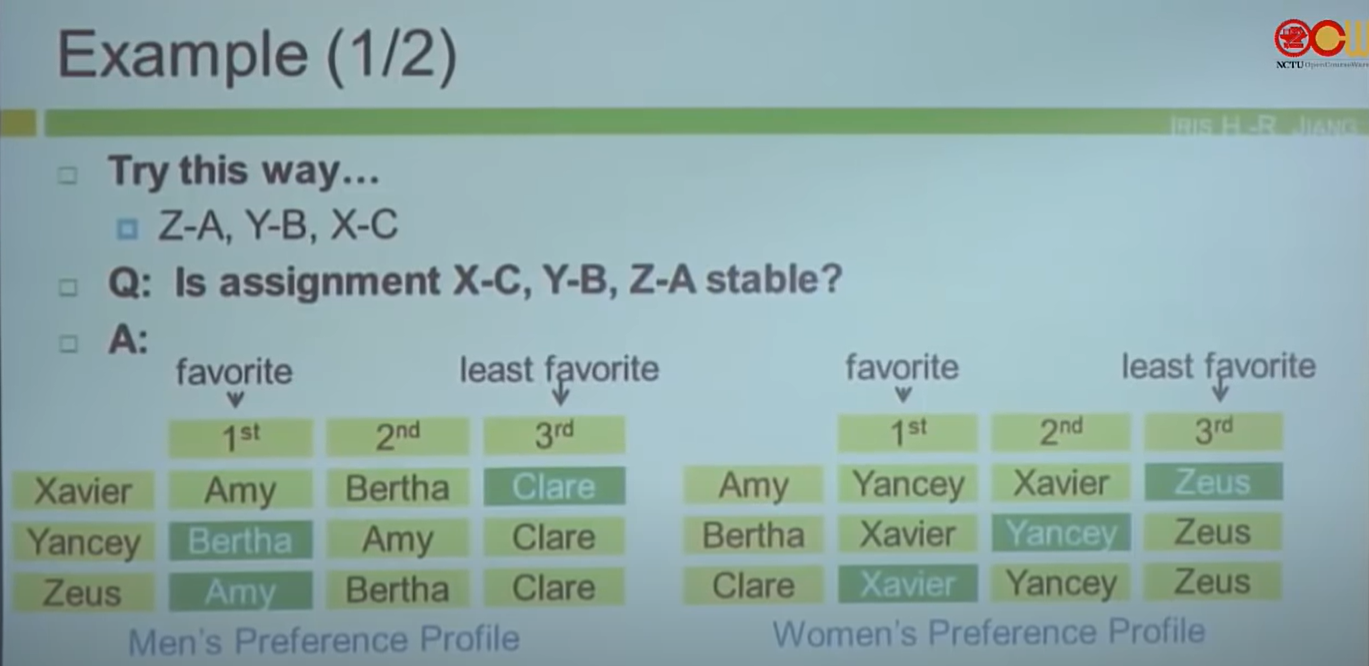 Example (1/2)
NCTU OpenCourseWare
IRIS H.-R. JIANG
Try this way...
Z-A, Y-B, X-C
Q: Is assignment X-C, Y-B, Z-A stable?
A:
favorite least favorite favorite least favorite
1st 2nd 3rd 1st 2nd 3rd
Xavier Amy Bertha Clare Amy Yancey Xavier Zeus
Yancey Bertha Amy Clare Bertha Xavier Yancey Zeus
Zeus Amy Bertha Clare Clare Xavier Yancey Zeus
Men's Preference Profile Women's Preference Profile